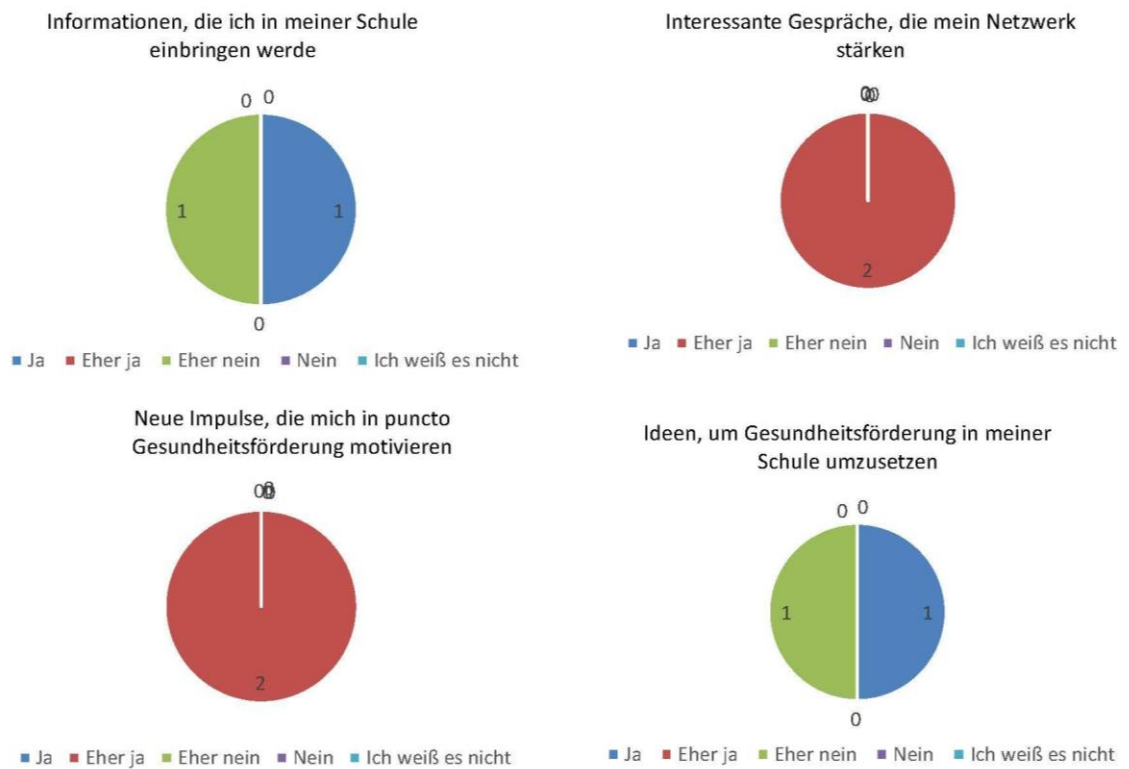 Informationen, die ich in meiner Schule
einbringen werde
0 0
1 1
0
Ja Eher ja Eher nein Nein Ich weiß es nicht
Interessante Gespräche, die mein Netzwerk
stärken
2
Ja Eher ja Eher nein Nein Ich weiß es nicht
Neue Impulse, die mich in puncto
Gesundheitsförderung motivieren
2
Ja Eher ja Eher nein Nein Ich weiß es nicht
Ideen, um Gesundheitsförderung in meiner
Schule umzusetzen
0 0
1 1
0
Ja Eher ja Eher nein Nein Ich weiß es nicht